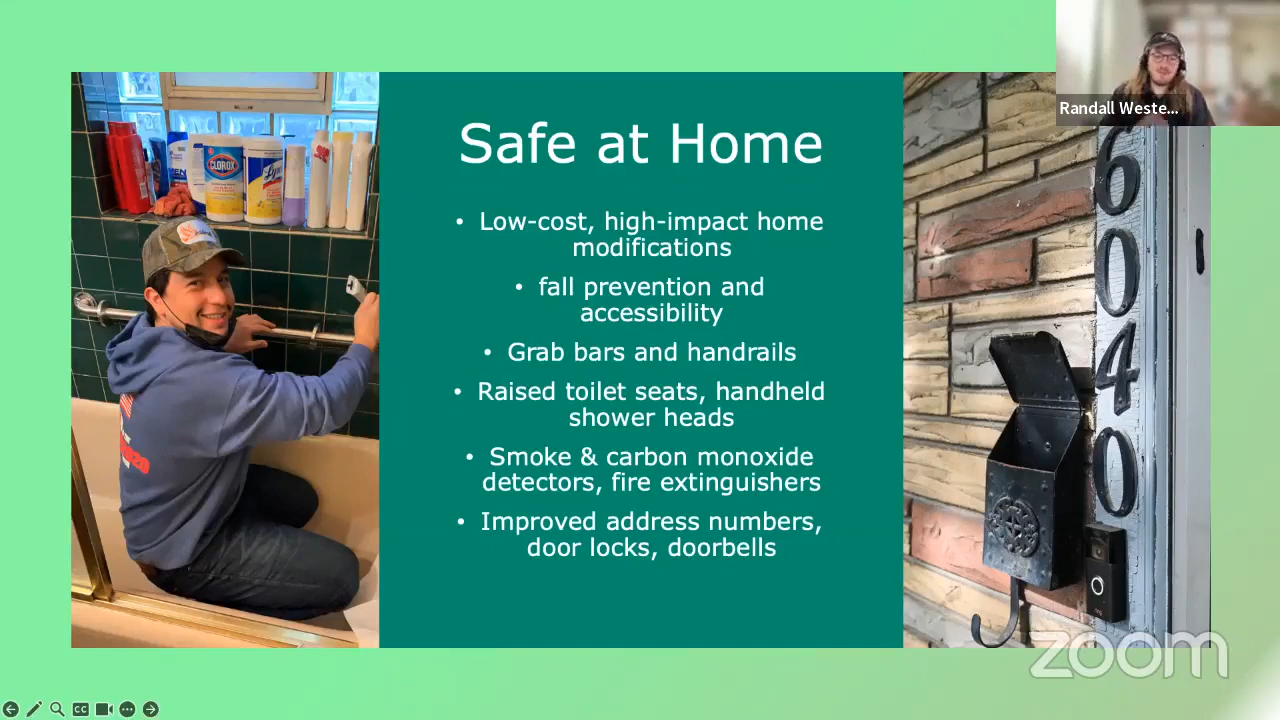 Randall Weste...
Safe at Home
• Low-cost, high-impact home
modifications
• fall prevention and
accessibility
• Grab bars and handrails
• Raised toilet seats, handheld
shower heads
• Smoke & carbon monoxide
detectors, fire extinguishers
• Improved address numbers,
door locks, doorbells
CLOROX
Lysol
6040
ring
zoom
CC